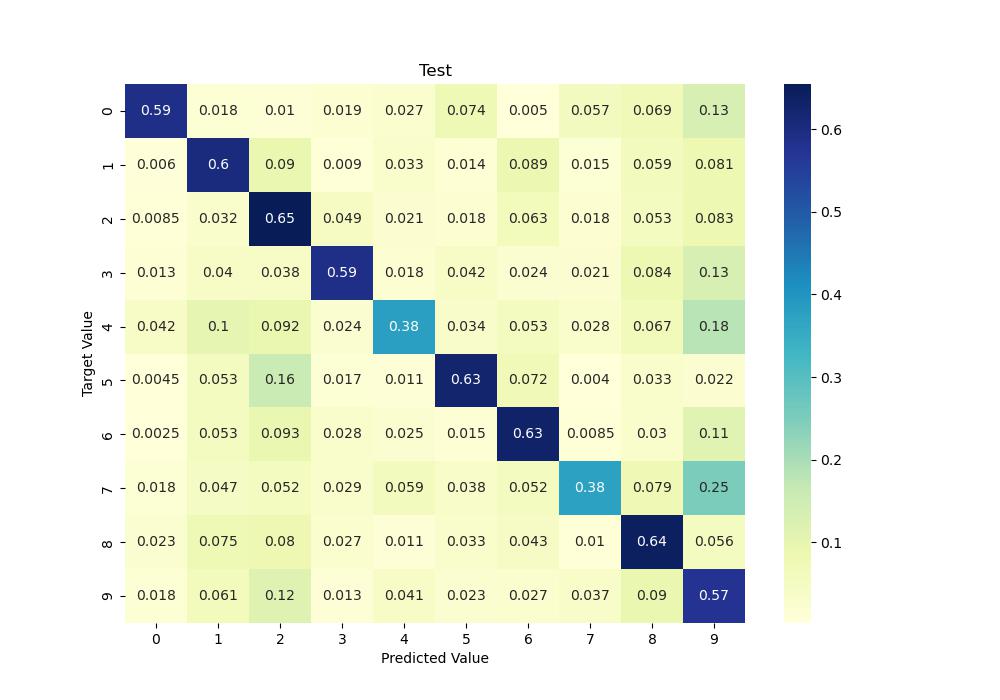 Test
0 0.59 0.018 0.01 0.019 0.027 0.074 0.005 0.057 0.069 0.13
1 0.006 0.6 0.09 0.009 0.033 0.014 0.089 0.015 0.059 0.081
2 0.0085 0.032 0.65 0.049 0.021 0.018 0.063 0.018 0.053 0.083
3 0.013 0.04 0.038 0.59 0.018 0.042 0.024 0.021 0.084 0.13
4 0.042 0.1 0.092 0.024 0.38 0.034 0.053 0.028 0.067 0.18
5 0.0045 0.053 0.16 0.017 0.011 0.63 0.072 0.004 0.033 0.022
6 0.0025 0.053 0.093 0.028 0.025 0.015 0.63 0.0085 0.03 0.11
7 0.018 0.047 0.052 0.029 0.059 0.038 0.052 0.38 0.079 0.25
8 0.023 0.075 0.08 0.027 0.011 0.033 0.043 0.01 0.64 0.056
9 0.018 0.061 0.12 0.013 0.041 0.023 0.027 0.037 0.09 0.57
0 1 2 3 4 5 6 7 8 9
Predicted Value
Target Value
0.6
0.5
0.4
0.3
0.2
0.1